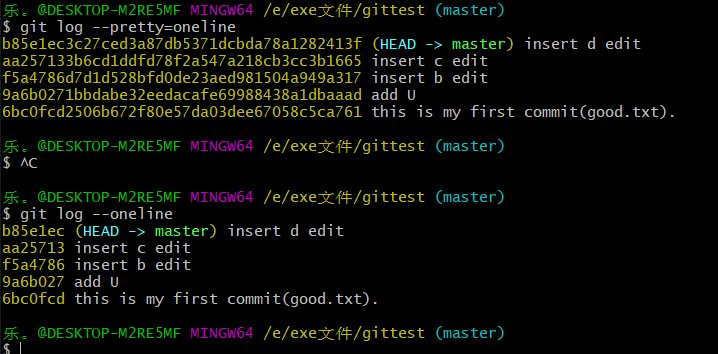 乐。@DESKTOP-M2RE5MF MINGW64 /e/exe文件/gittest (master)
$ git log --pretty=oneline
b85e1ec3c27ced3a87db5371dcbda78a1282413f (HEAD -> master) insert d edit
aa257133b6cd1ddfd78f2a547a218cb3cc3b1665 insert c edit
f5a4786d7d1d528bfd0de23aed981504a949a317 insert b edit
9a6b0271bbdabe32eedacafe69988438a1dbaaad add U
6bc0fcd2506b672f80e57da03dee67058c5ca761 this is my first commit(good.txt).
乐。@DESKTOP-M2RE5MF MINGW64 /e/exe文件/gittest (master)
$ ^C
乐。@DESKTOP-M2RE5MF MINGW64 /e/exe文件/gittest (master)
$ git log --oneline
b85e1ec (HEAD -> master) insert d edit
aa25713 insert c edit
f5a4786 insert b edit
9a6b027 add U
6bc0fcd this is my first commit(good.txt).
乐。@DESKTOP-M2RE5MF MINGW64 /e/exe文件/gittest (master)
$